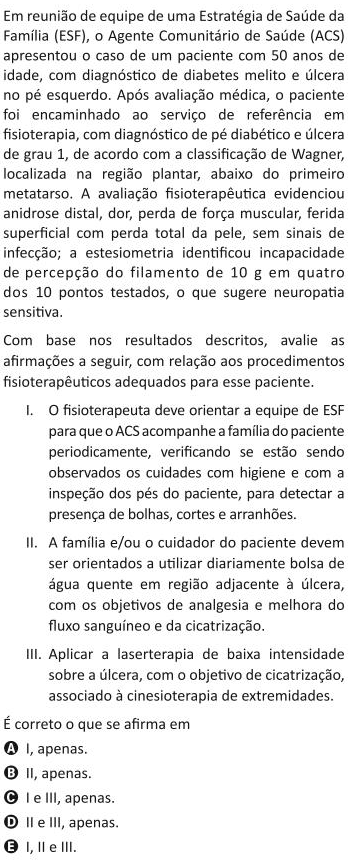 Em reunião de equipe de uma Estratégia de Saúde da
Família (ESF), o Agente Comunitário de Saúde (ACS)
apresentou o caso de um paciente com 50 anos de
idade, com diagnóstico de diabetes melito e úlcera
no pé esquerdo. Após avaliação médica, o paciente
foi encaminhado ao serviço de referência em
fisioterapia, com diagnóstico de pé diabético e úlcera
de grau 1, de acordo com a classificação de Wagner,
localizada na região plantar, abaixo do primeiro
metatarso. A avaliação fisioterapêutica evidenciou
anidrose distal, dor, perda de força muscular, ferida
superficial com perda total da pele, sem sinais de
infecção; a estesiometria identificou incapacidade
de percepção do filamento de 10 g em quatro
dos 10 pontos testados, o que sugere neuropatia
sensitiva.
Com base nos resultados descritos, avalie as
afirmações a seguir, com relação aos procedimentos
fisioterapêuticos adequados para esse paciente.
I. O fisioterapeuta deve orientar a equipe de ESF
para que o ACS acompanhe a família do paciente
periodicamente, verificando se estão sendo
observados os cuidados com higiene e com a
inspeção dos pés do paciente, para detectar a
presença de bolhas, cortes e arranhões.
II. A família e/ou o cuidador do paciente devem
ser orientados a utilizar diariamente bolsa de
água quente em região adjacente à úlcera,
com os objetivos de analgesia e melhora do
fluxo sanguíneo e da cicatrização.
III. Aplicar a laserterapia de baixa intensidade
sobre a úlcera, com o objetivo de cicatrização,
associado à cinesioterapia de extremidades.
É correto o que se afirma em
A I, apenas.
B II, apenas.
C I e III, apenas.
D II e III, apenas.
E I, II e III.